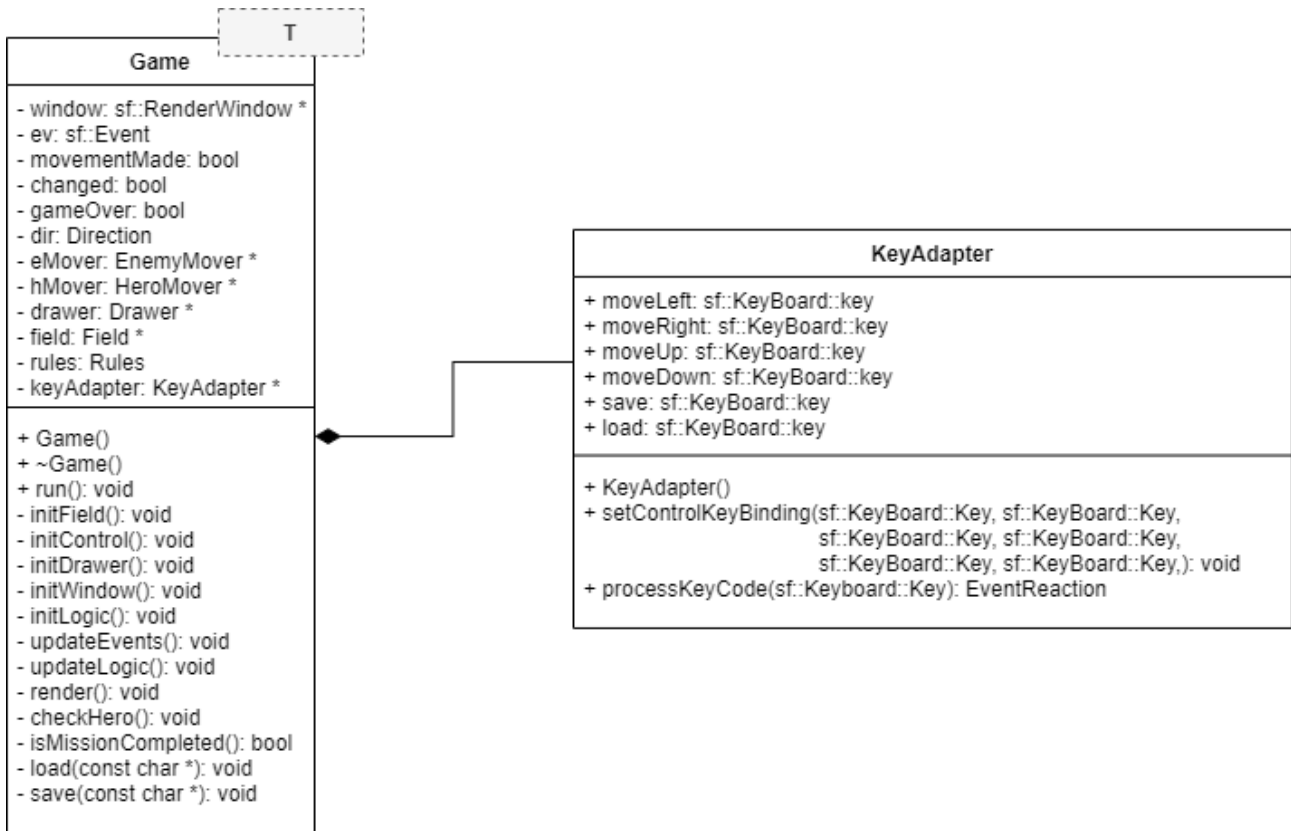 T
Game
- window: sf::RenderWindow *
- ev: sf::Event
- movementMade: bool
- changed: bool
- gameOver: bool
- dir: Direction
- eMover: EnemyMover *
- hMover: HeroMover *
- drawer: Drawer *
- field: Field *
- rules: Rules
- keyAdapter: KeyAdapter *
+ Game()
+ ~Game()
+ run(): void
- initField(): void
- initControl(): void
- initDrawer(): void
- initWindow(): void
- initLogic(): void
- updateEvents(): void
- updateLogic(): void
- render(): void
- checkHero(): void
- isMissionCompleted(): bool
- load(const char *): void
- save(const char *): void
KeyAdapter
+ moveLeft: sf::KeyBoard::key
+ moveRight: sf::KeyBoard::key
+ moveUp: sf::KeyBoard::key
+ moveDown: sf::KeyBoard::key
+ save: sf::KeyBoard::key
+ load: sf::KeyBoard::key
+ KeyAdapter()
+ setControlKeyBinding(sf::KeyBoard::Key, sf::KeyBoard::Key,
sf::KeyBoard::Key, sf::KeyBoard::Key,
sf::KeyBoard::Key, sf::KeyBoard::Key,): void
+ processKeyCode(sf::Keyboard::Key): EventReaction